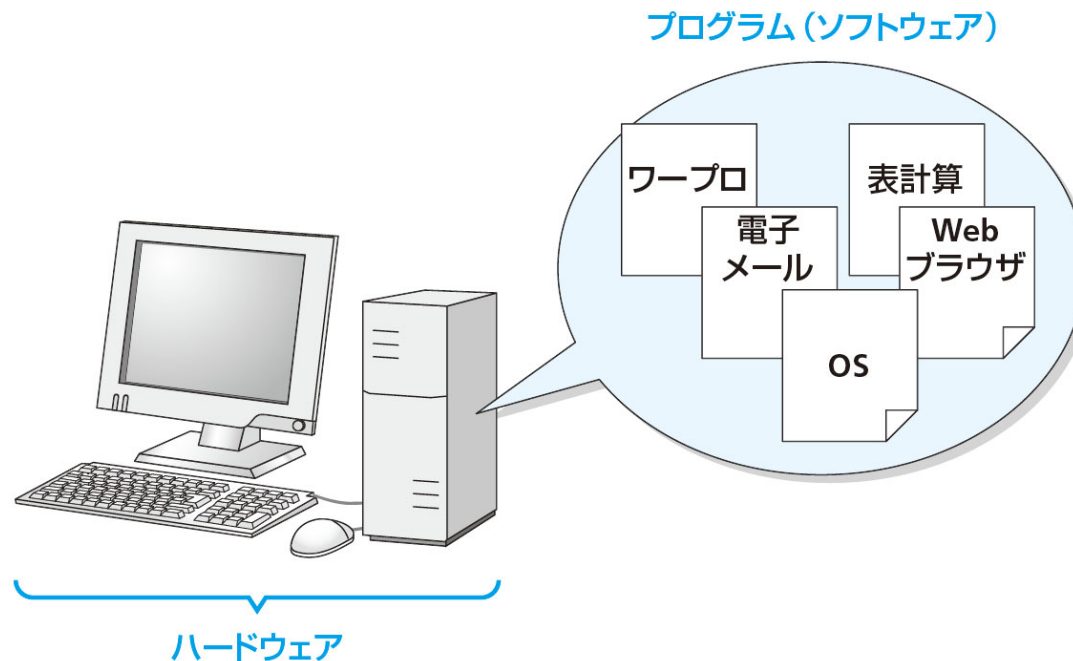 プログラム（ソフトウェア）
ワープロ
表計算
電子
メール
Web
ブラウザ
OS
ハードウェア